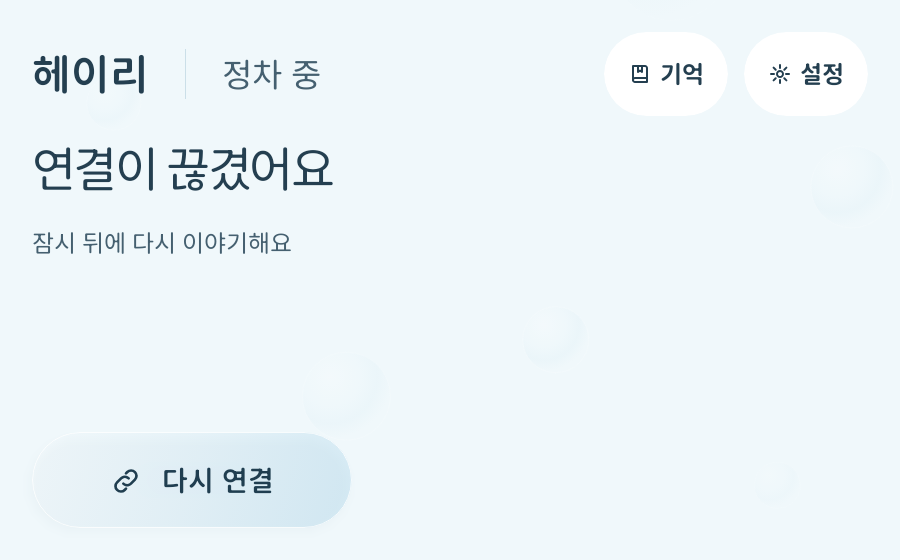 헤이리 정차 중 기억 설정
연결이 끊겼어요
잠시 뒤에 다시 이야기해요
다시 연결